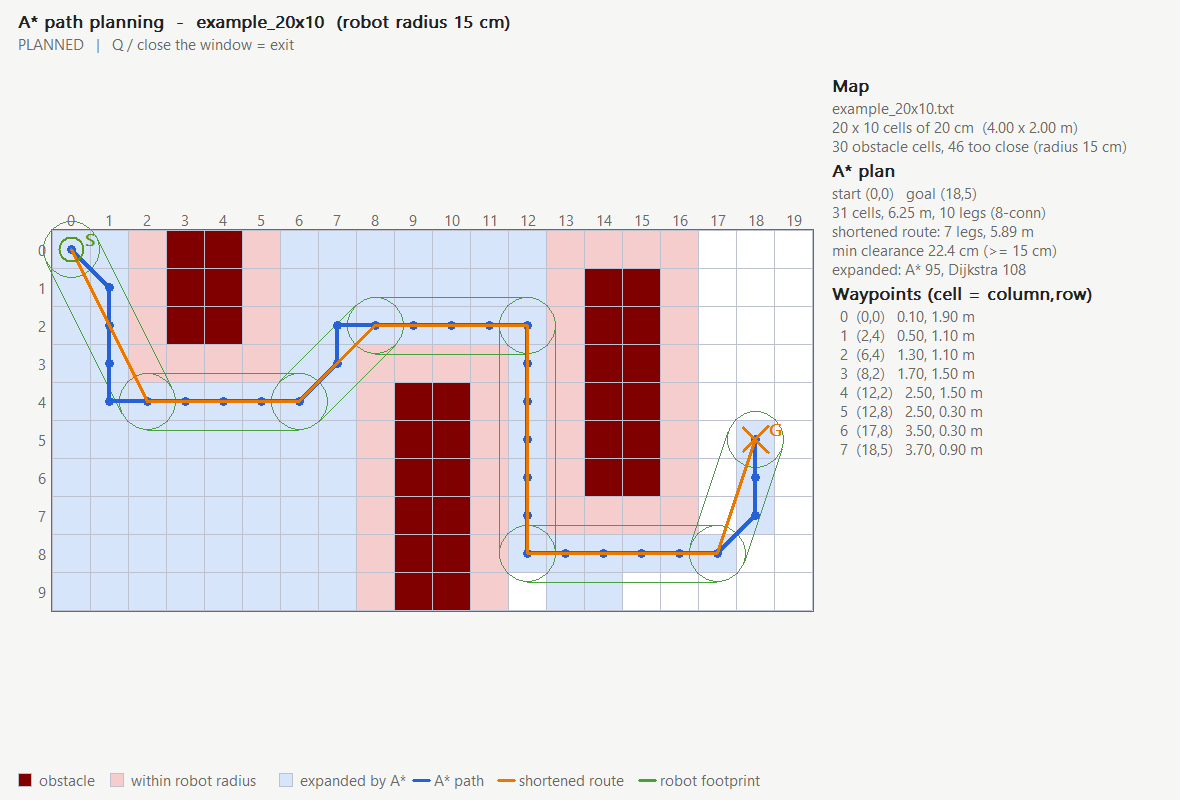 A* path planning - example_20x10 (robot radius 15 cm)
PLANNED | Q / close the window = exit
Map
example_20x10.txt
20 x 10 cells of 20 cm (4.00 x 2.00 m)
30 obstacle cells, 46 too close (radius 15 cm)
A* plan
start (0,0) goal (18,5)
31 cells, 6.25 m, 10 legs (8-conn)
shortened route: 7 legs, 5.89 m
min clearance 22.4 cm (>= 15 cm)
expanded: A* 95, Dijkstra 108
Waypoints (cell = column,row)
0 (0,0) 0.10, 1.90 m
1 (2,4) 0.50, 1.10 m
2 (6,4) 1.30, 1.10 m
3 (8,2) 1.70, 1.50 m
4 (12,2) 2.50, 1.50 m
5 (12,8) 2.50, 0.30 m
6 (17,8) 3.50, 0.30 m
7 (18,5) 3.70, 0.90 m
0 1 2 3 4 5 6 7 8 9 10 11 12 13 14 15 16 17 18 19
S
0
1
2
3
4
G
5
6
7
8
9
obstacle within robot radius expanded by A* A* path shortened route robot footprint